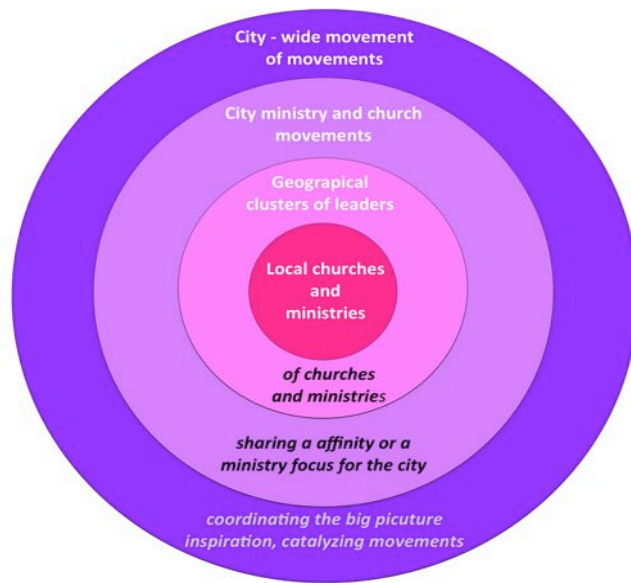 City - wide movement
of movements
City ministry and church
movements
Geograpical
clusters of leaders
Local churches
and
ministries
of churches
and ministries
sharing a affinity or a
ministry focus for the city
coordinating the big picuture
inspiration, catalyzing movements